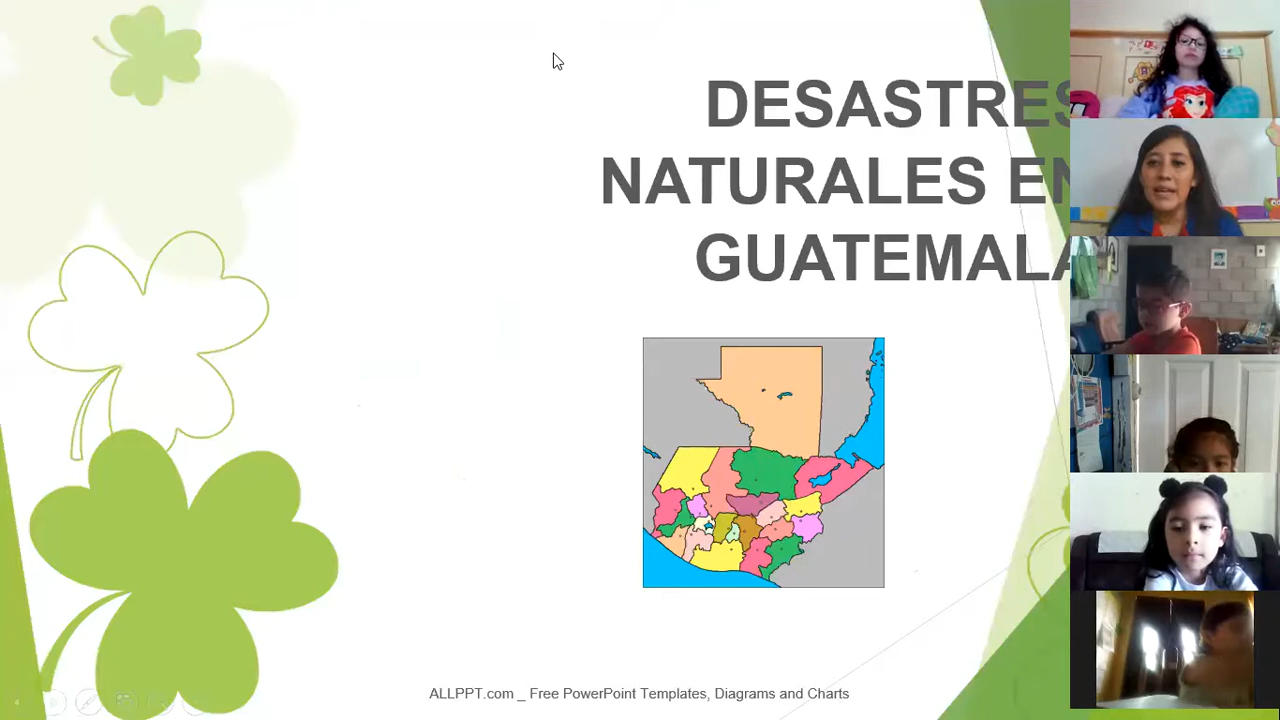 DESASTRES
NATURALES EN
GUATEMALA
ALLPPT.com _ Free PowerPoint Templates, Diagrams and Charts